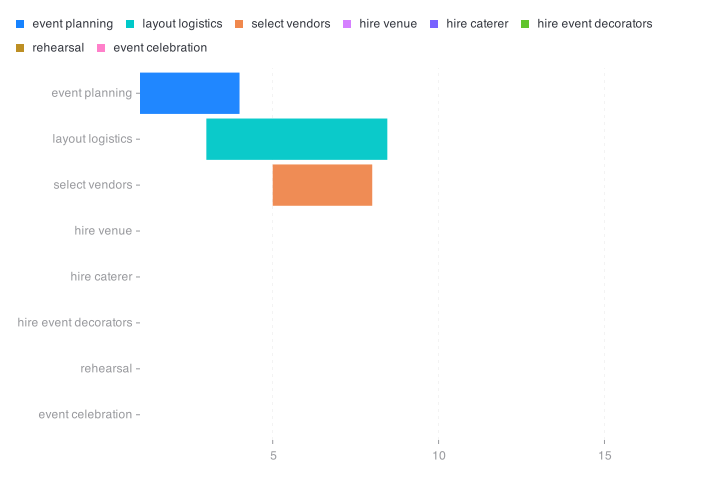 event planning layout logistics select vendors hire venue hire caterer hire event decorators
rehearsal event celebration
event planning
layout logistics
select vendors
hire venue
hire caterer
hire event decorators
rehearsal
event celebration
5 10 15